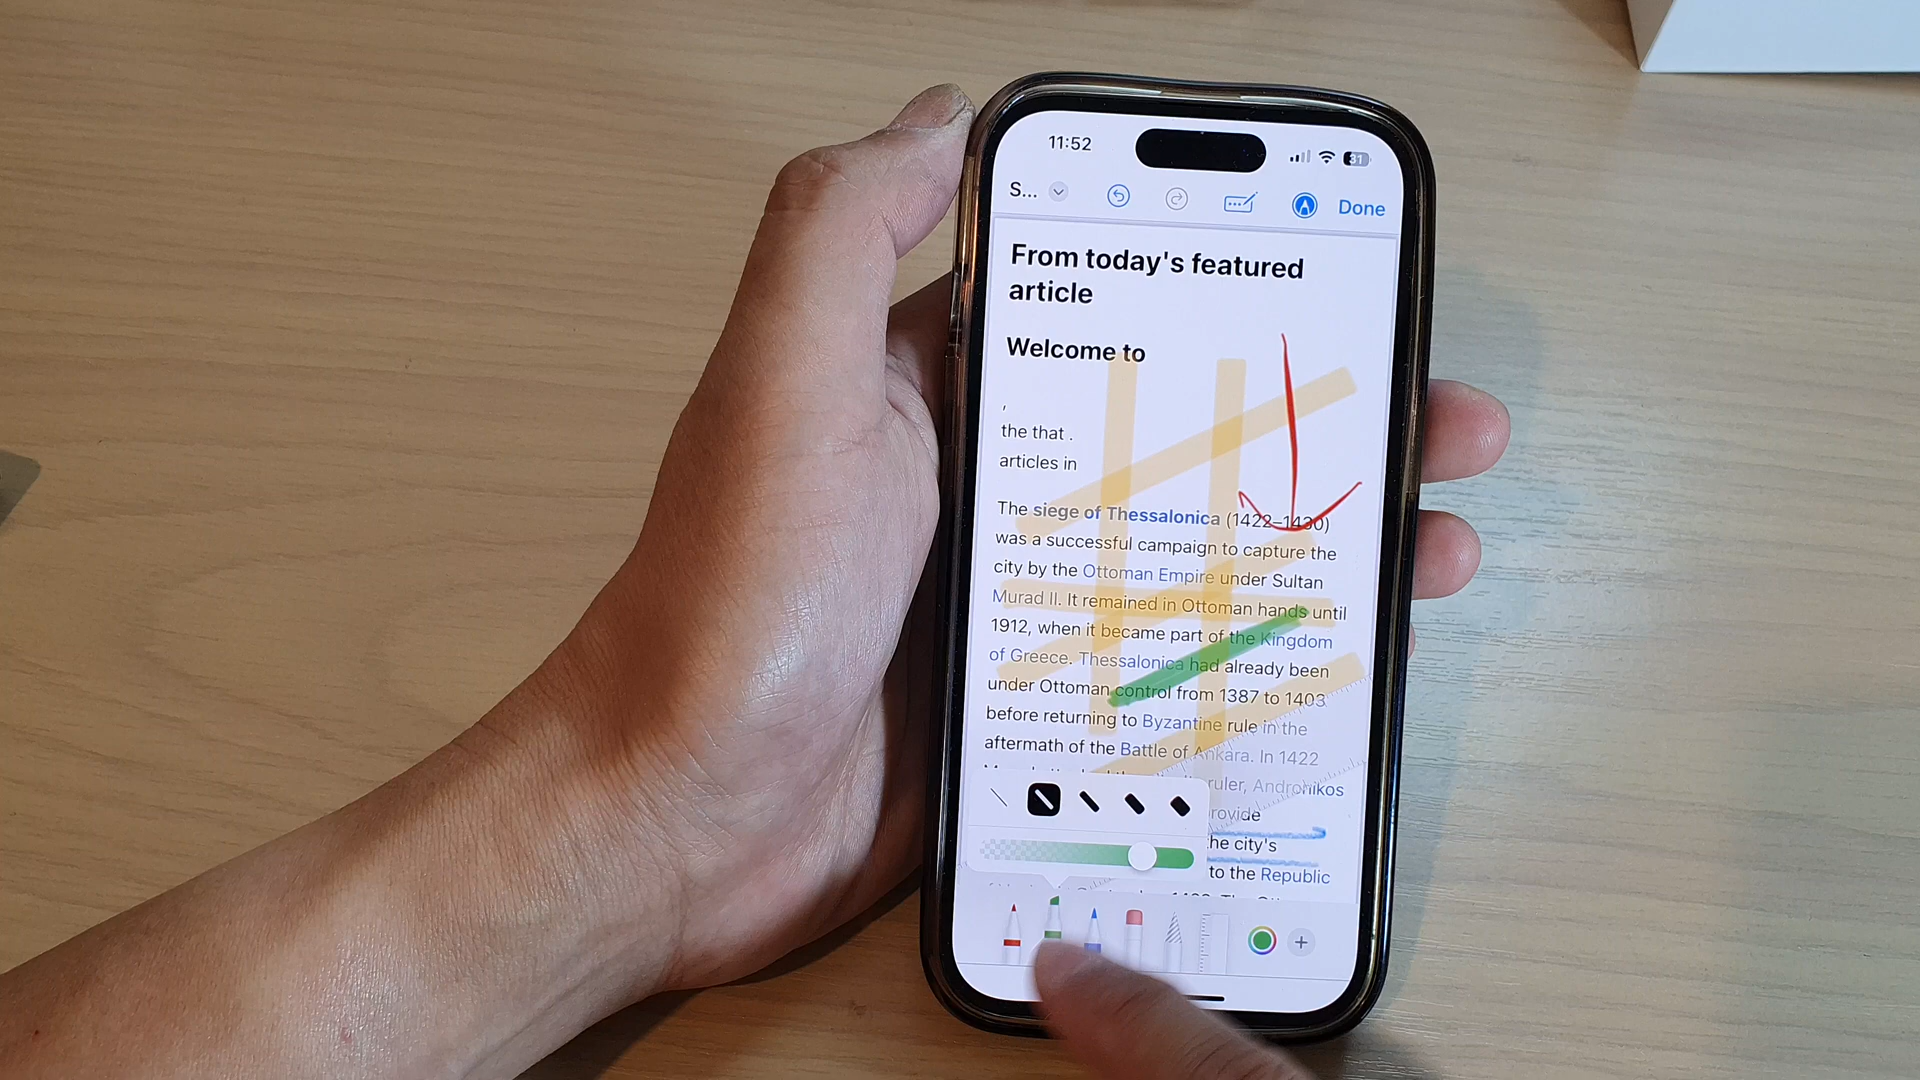 11:52
31
S...
Done
From today's featured
article
Welcome to
,
the that .
articles in
The siege of Thessalonica (1422–1430)
was a successful campaign to capture the
city by the Ottoman Empire under Sultan
Murad II. It remained in Ottoman hands until
1912, when it became part of the Kingdom
of Greece. Thessalonica had already been
under Ottoman control from 1387 to 1403
before returning to Byzantine rule in the
aftermath of the Battle of Ankara. In 1422
ruler, Andronikos
rovide
the city's
to the Republic